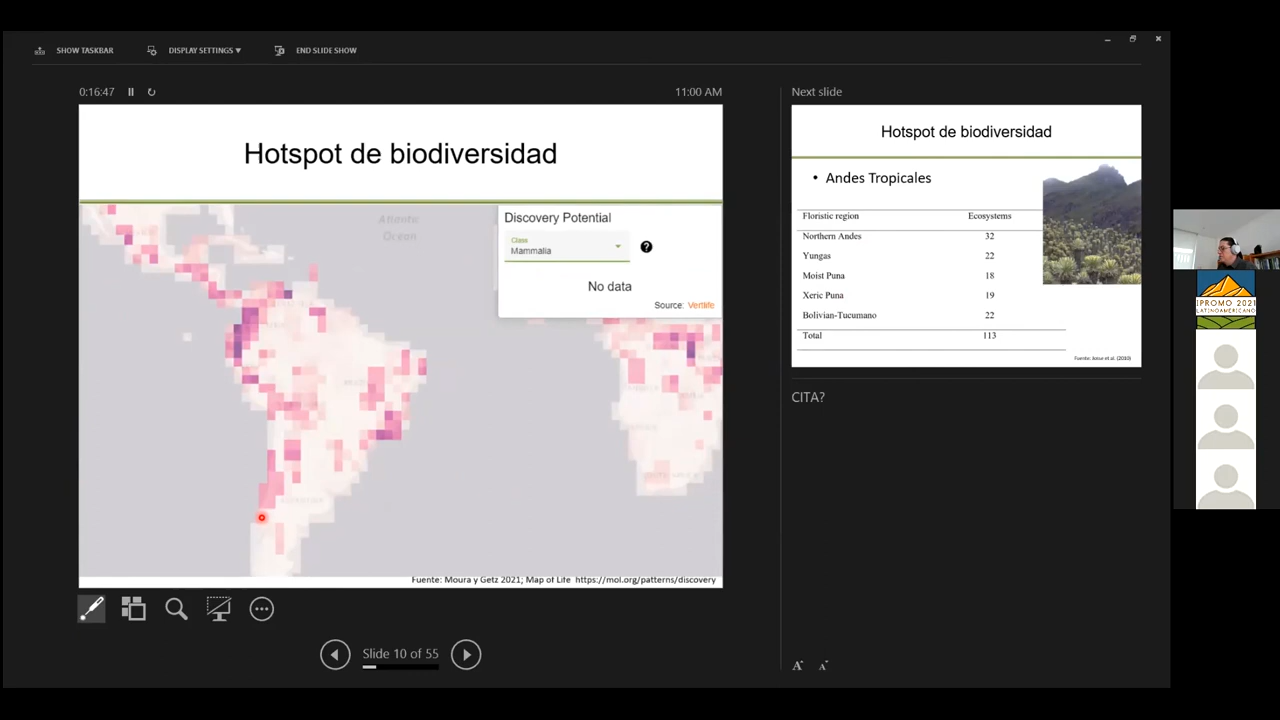 SHOW TASKBAR
DISPLAY SETTINGS ▾
END SLIDE SHOW
0:16:47
11:00 AM
Hotspot de biodiversidad
Atlantic
Ocean
Discovery Potential
Class
Mammalia
?
No data
Source: Vertlife
Fuente: Moura y Getz 2021; Map of Life https://mol.org/patterns/discovery
Slide 10 of 55
Next slide
Hotspot de biodiversidad
• Andes Tropicales
Floristic region Ecosystems
Northern Andes 32
Yungas 22
Moist Puna 18
Xeric Puna 19
Bolivian-Tucumano 22
Total 113
CITA?
A A
IPROMO 2021
LATINOAMERICANO